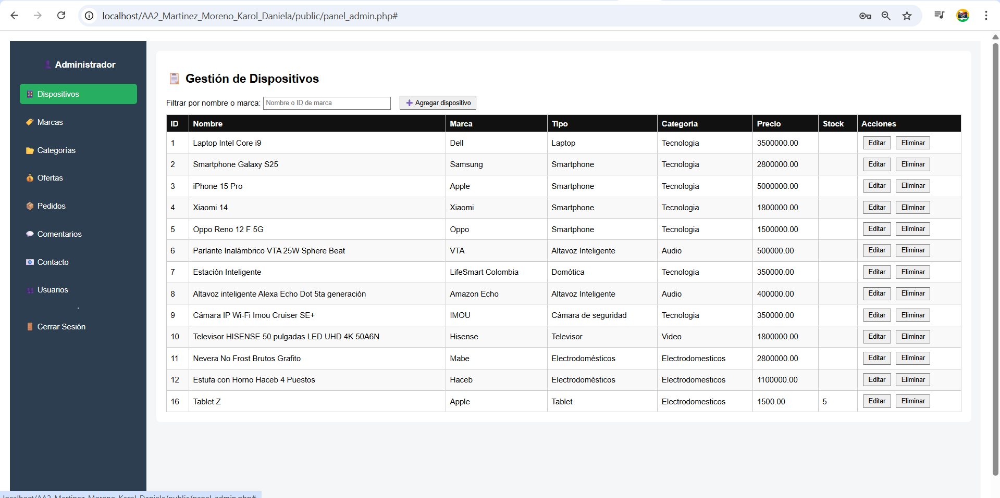 localhost/AA2_Martinez_Moreno_Karol_Daniela/public/panel_admin.php#
Administrador
Dispositivos
Marcas
Categorías
Ofertas
Pedidos
Comentarios
Contacto
Usuarios
.
Cerrar Sesión
Gestión de Dispositivos
Filtrar por nombre o marca: Nombre o ID de marca Agregar dispositivo
ID Nombre Marca Tipo Categoría Precio Stock Acciones
1 Laptop Intel Core i9 Dell Laptop Tecnologia 3500000.00 Editar Eliminar
2 Smartphone Galaxy S25 Samsung Smartphone Tecnologia 2800000.00 Editar Eliminar
3 iPhone 15 Pro Apple Smartphone Tecnologia 5000000.00 Editar Eliminar
4 Xiaomi 14 Xiaomi Smartphone Tecnologia 1800000.00 Editar Eliminar
5 Oppo Reno 12 F 5G Oppo Smartphone Tecnologia 1500000.00 Editar Eliminar
6 Parlante Inalámbrico VTA 25W Sphere Beat VTA Altavoz Inteligente Audio 500000.00 Editar Eliminar
7 Estación Inteligente LifeSmart Colombia Domótica Tecnologia 350000.00 Editar Eliminar
8 Altavoz inteligente Alexa Echo Dot 5ta generación Amazon Echo Altavoz Inteligente Audio 400000.00 Editar Eliminar
9 Cámara IP Wi-Fi Imou Cruiser SE+ IMOU Cámara de seguridad Tecnologia 350000.00 Editar Eliminar
10 Televisor HISENSE 50 pulgadas LED UHD 4K 50A6N Hisense Televisor Video 1800000.00 Editar Eliminar
11 Nevera No Frost Brutos Grafito Mabe Electrodomésticos Electrodomesticos 2800000.00 Editar Eliminar
12 Estufa con Horno Haceb 4 Puestos Haceb Electrodomésticos Electrodomesticos 1100000.00 Editar Eliminar
16 Tablet Z Apple Tablet Electrodomesticos 1500.00 5 Editar Eliminar
localhost/AA2_Martinez_Moreno_Karol_Daniela/public/panel_admin.php#